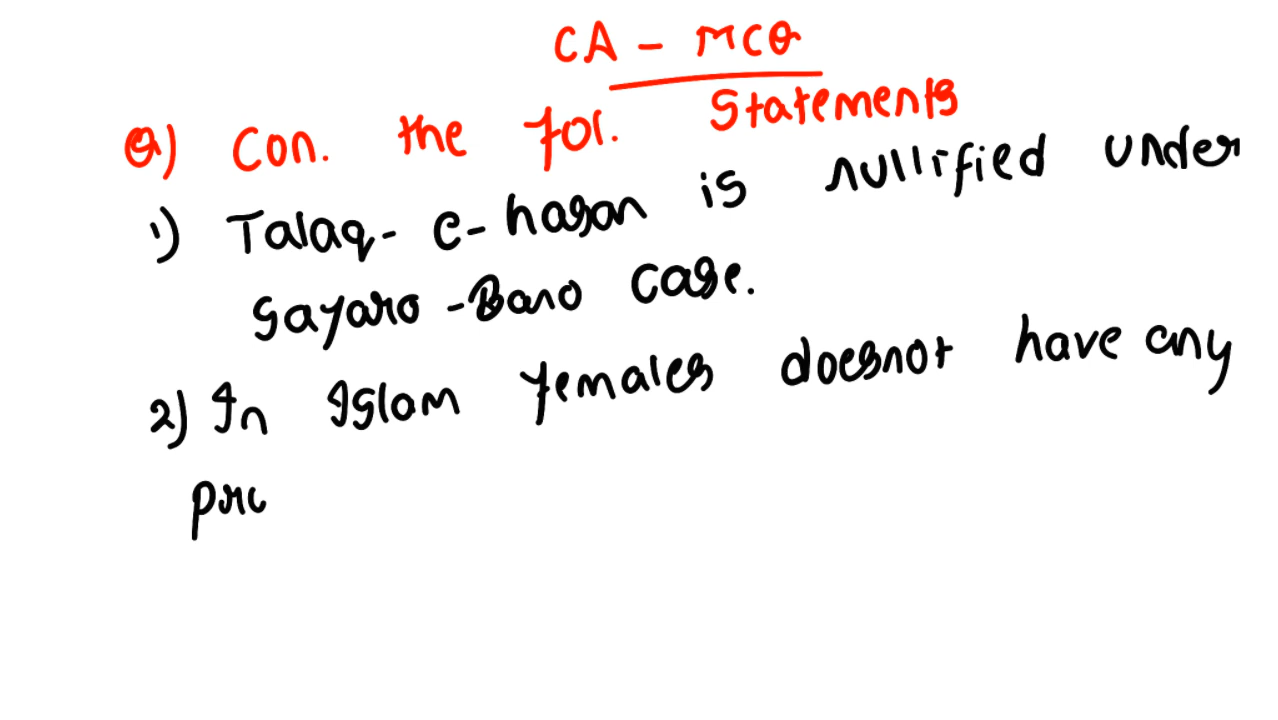 CA - MCQ
Q) Con. the fol. Statements
1) Talaq- e- hasan is nullified under
Sayaro -Bano case.
2) In Islam females doesnot have any
pro